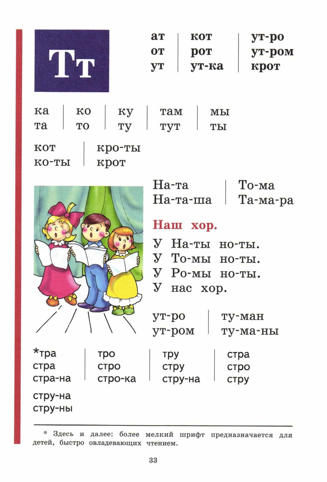 Тт
ат кот ут-ро
от рот ут-ром
ут ут-ка крот
ка ко ку там мы
та то ту тут ты
кот кро-ты
ко-ты крот
На-та То-ма
На-та-ша Та-ма-ра
Наш хор.
У На-ты но-ты.
У То-мы но-ты.
У Ро-мы но-ты.
У нас хор.
ут-ро ту-ман
ут-ром ту-ма-ны
*тра тро тру стра
стра стро стру стро
стра-на стро-ка стру-на стру
стру-на
стру-ны
* Здесь и далее: более мелкий шрифт предназначается для
детей, быстро овладевающих чтением.
33